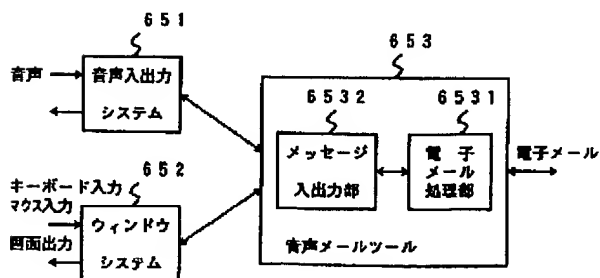 651
音声
音声入出力
システム
652
キーボード入力
マウス入力
画面出力
ウィンドウ
システム
653
6532
メッセージ
入出力部
6531
電子
メール
処理部
電子メール
音声メールツール